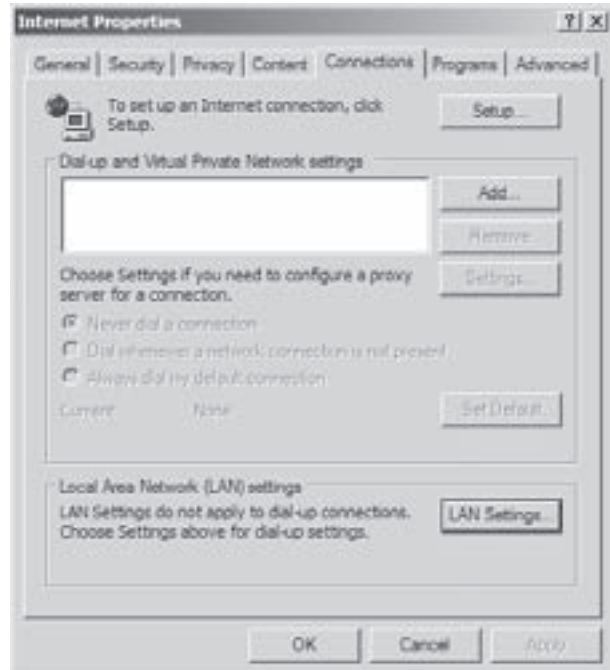 Internet Properties
General Security Privacy Content Connections Programs Advanced
To set up an Internet connection, click
Setup.
Setup...
Dial-up and Virtual Private Network settings
Add...
Remove
Choose Settings if you need to configure a proxy
server for a connection.
Settings...
Never dial a connection
Dial whenever a network connection is not present
Always dial my default connection
Current None
Set Default
Local Area Network (LAN) settings
LAN Settings do not apply to dial-up connections.
Choose Settings above for dial-up settings.
LAN Settings...
OK Cancel Apply